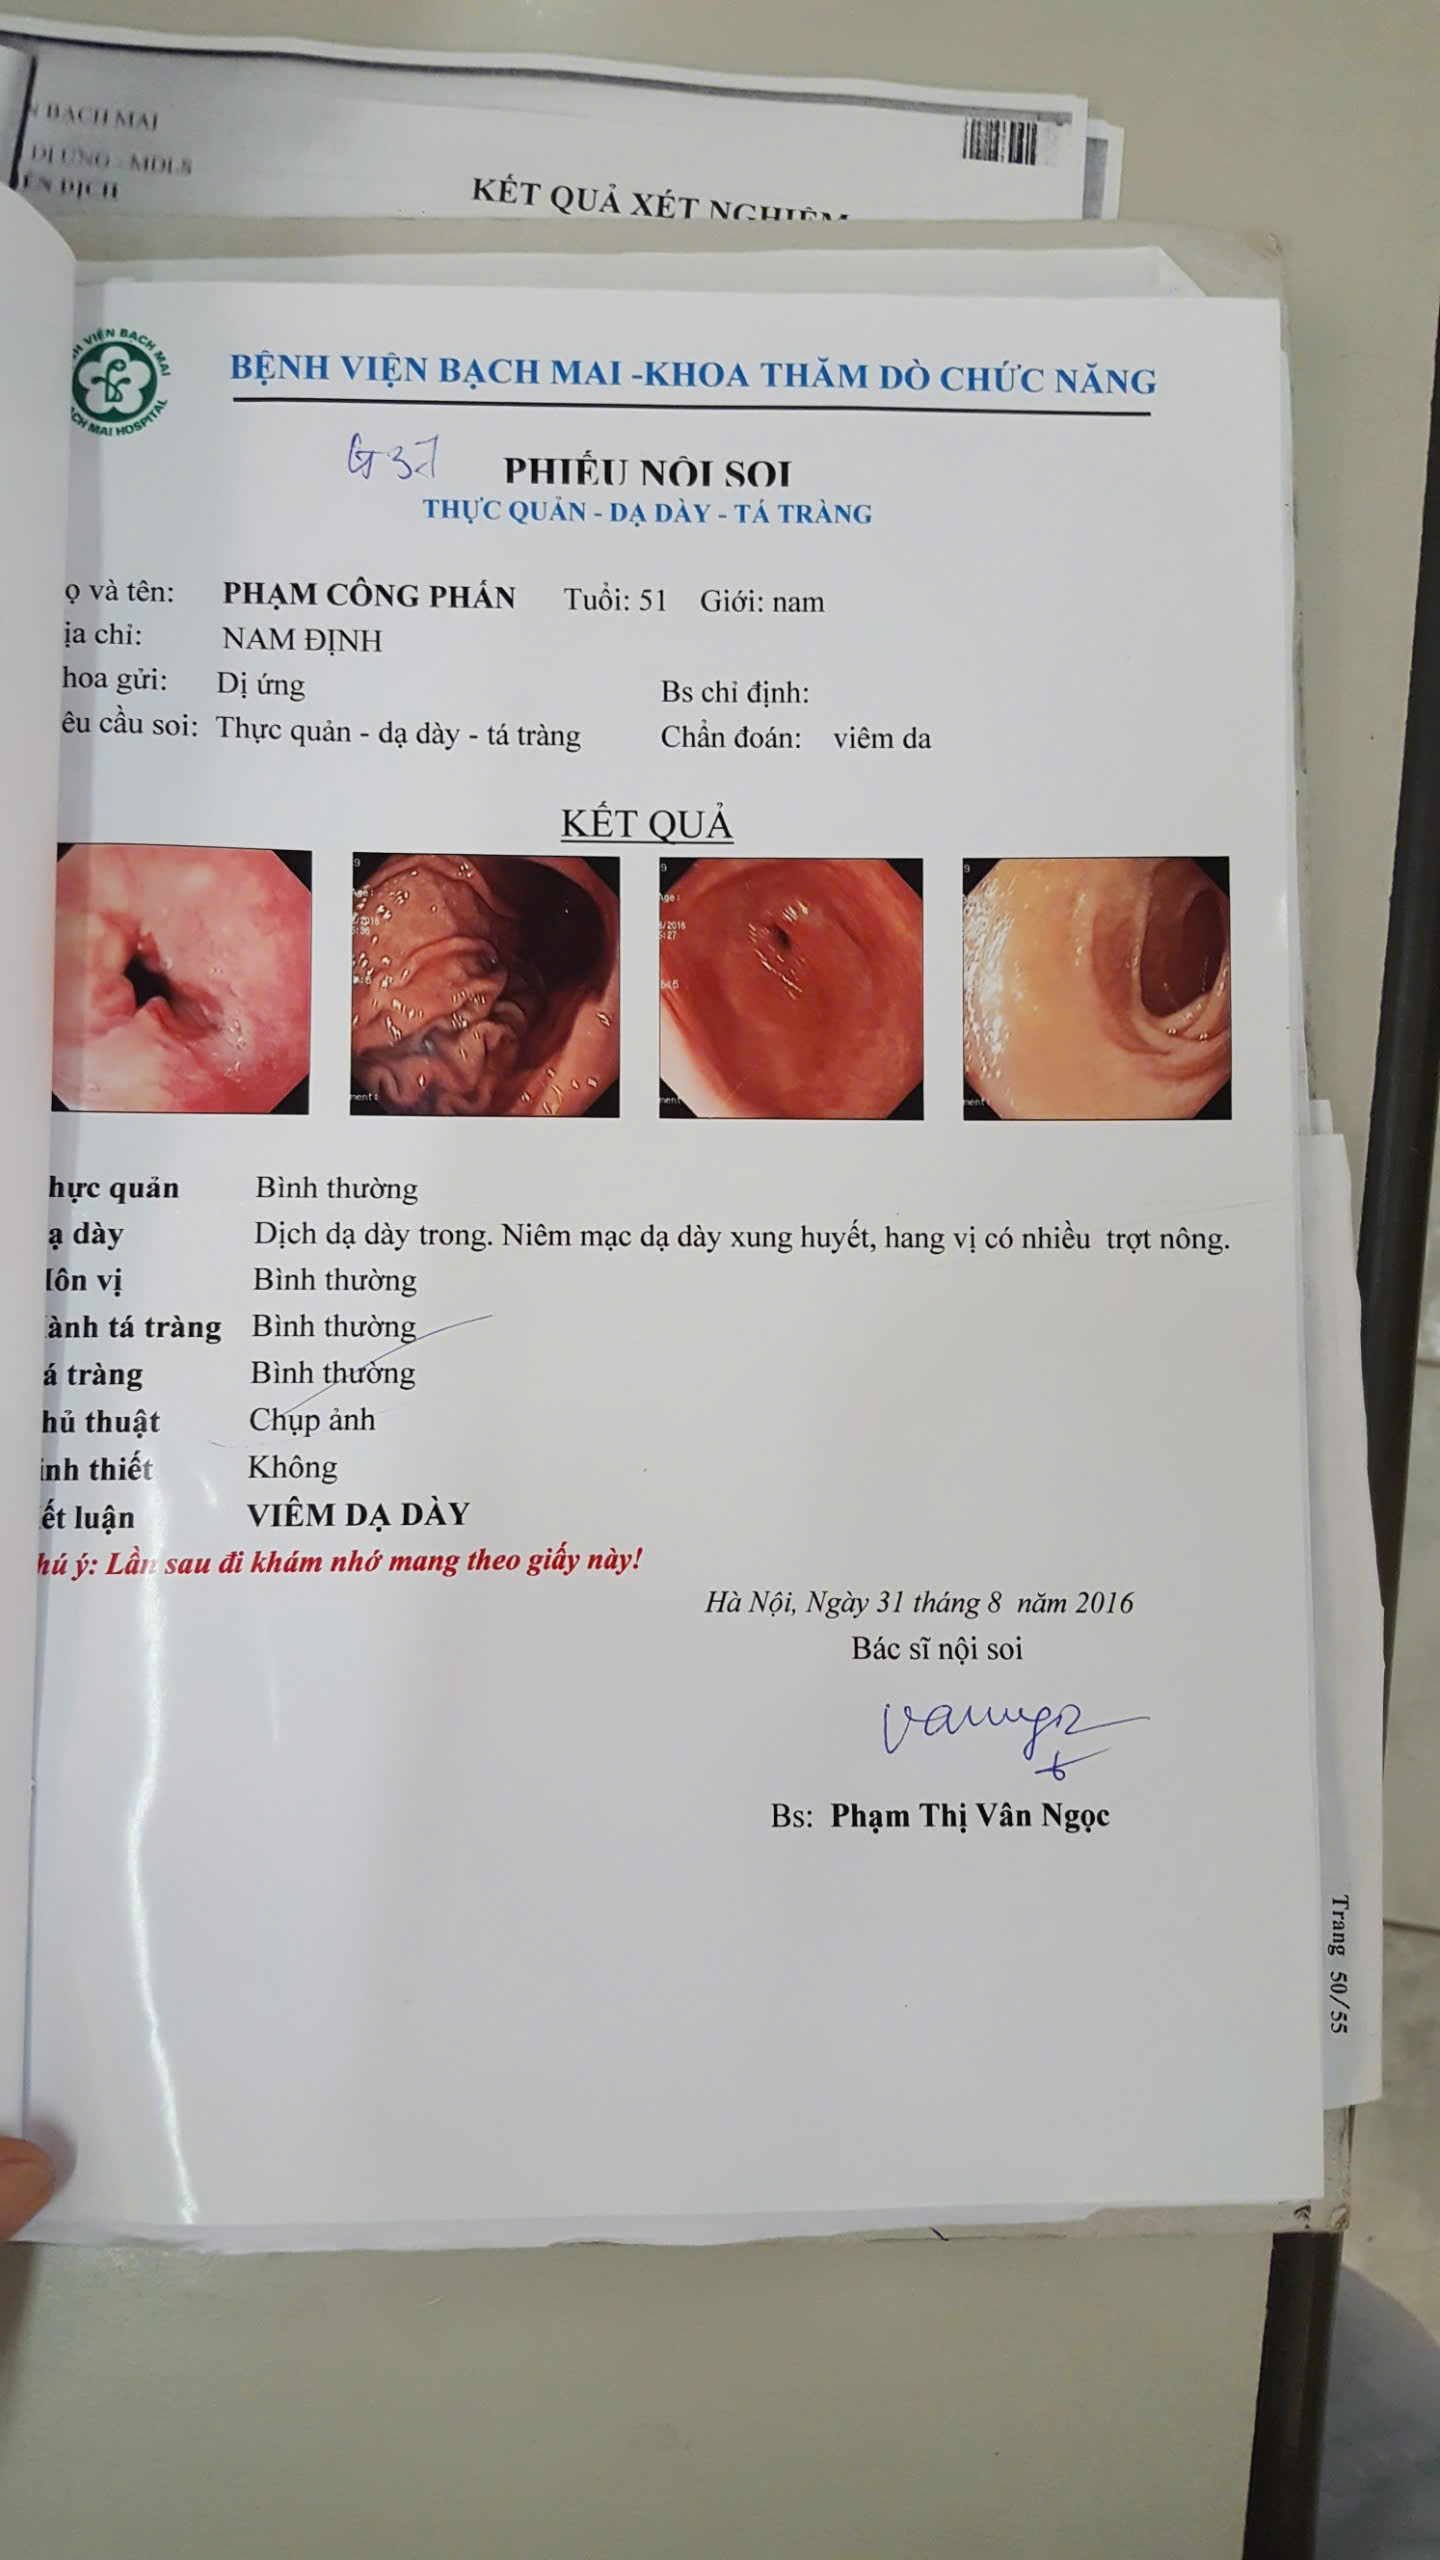 BẠCH MAI
DỊ ỨNG - MDLS
DỊCH
KẾT QUẢ XÉT NGHIỆM
VIỆN BẠCH MAI
MAI HOSPITAL
BỆNH VIỆN BẠCH MAI -KHOA THĂM DÒ CHỨC NĂNG
G37
PHIẾU NỘI SOI
THỰC QUẢN - DẠ DÀY - TÁ TRÀNG
ọ và tên: PHẠM CÔNG PHẤN Tuổi: 51 Giới: nam
ịa chỉ: NAM ĐỊNH
hoa gửi: Dị ứng Bs chỉ định:
êu cầu soi: Thực quản - dạ dày - tá tràng Chẩn đoán: viêm da
KẾT QUẢ
hực quản Bình thường
ạ dày Dịch dạ dày trong. Niêm mạc dạ dày xung huyết, hang vị có nhiều trợt nông.
ôn vị Bình thường
ành tá tràng Bình thường
á tràng Bình thường
hủ thuật Chụp ảnh
inh thiết Không
ết luận VIÊM DẠ DÀY
hú ý: Lần sau đi khám nhớ mang theo giấy này!
Hà Nội, Ngày 31 tháng 8 năm 2016
Bác sĩ nội soi
Bs: Phạm Thị Vân Ngọc
Trang 50/55